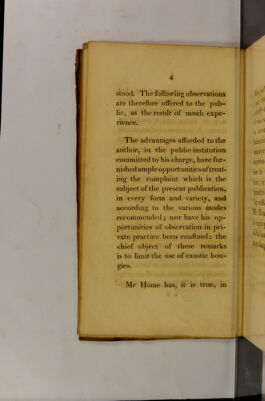 4
stood. The following observations
are therefore offered to the pub-
lic, as the result of much expe-
rience.
The advantages afforded to the
author, in the public institution
committed to his charge, have fur-
nished ample opportunities of treat-
ing the complaint which is the
subject of the present publication,
in every form and variety, and
according to the various modes
recommended; nor have his op-
portunities of observation in pri-
vate practice been confined: the
chief object of these remarks
is to limit the use of caustic bou-
gies.
Mr Home has, it is true, in